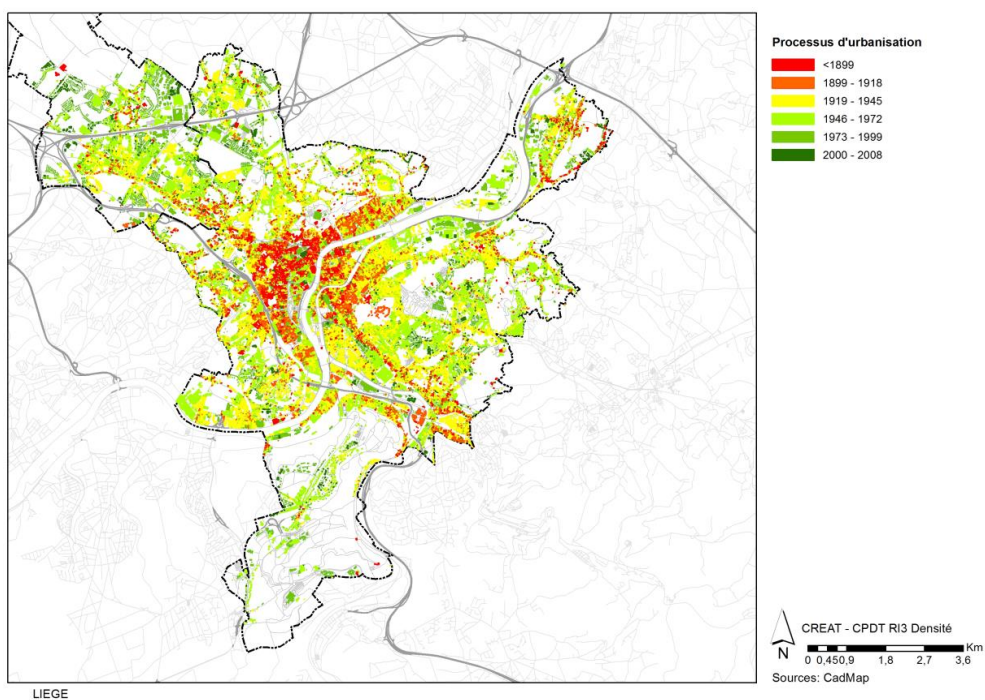 Processus d'urbanisation
<1899
1899 - 1918
1919 - 1945
1946 - 1972
1973 - 1999
2000 - 2008
N
CREAT - CPDT RI3 Densité
Km
0 0,450,9 1,8 2,7 3,6
Sources: CadMap
LIEGE